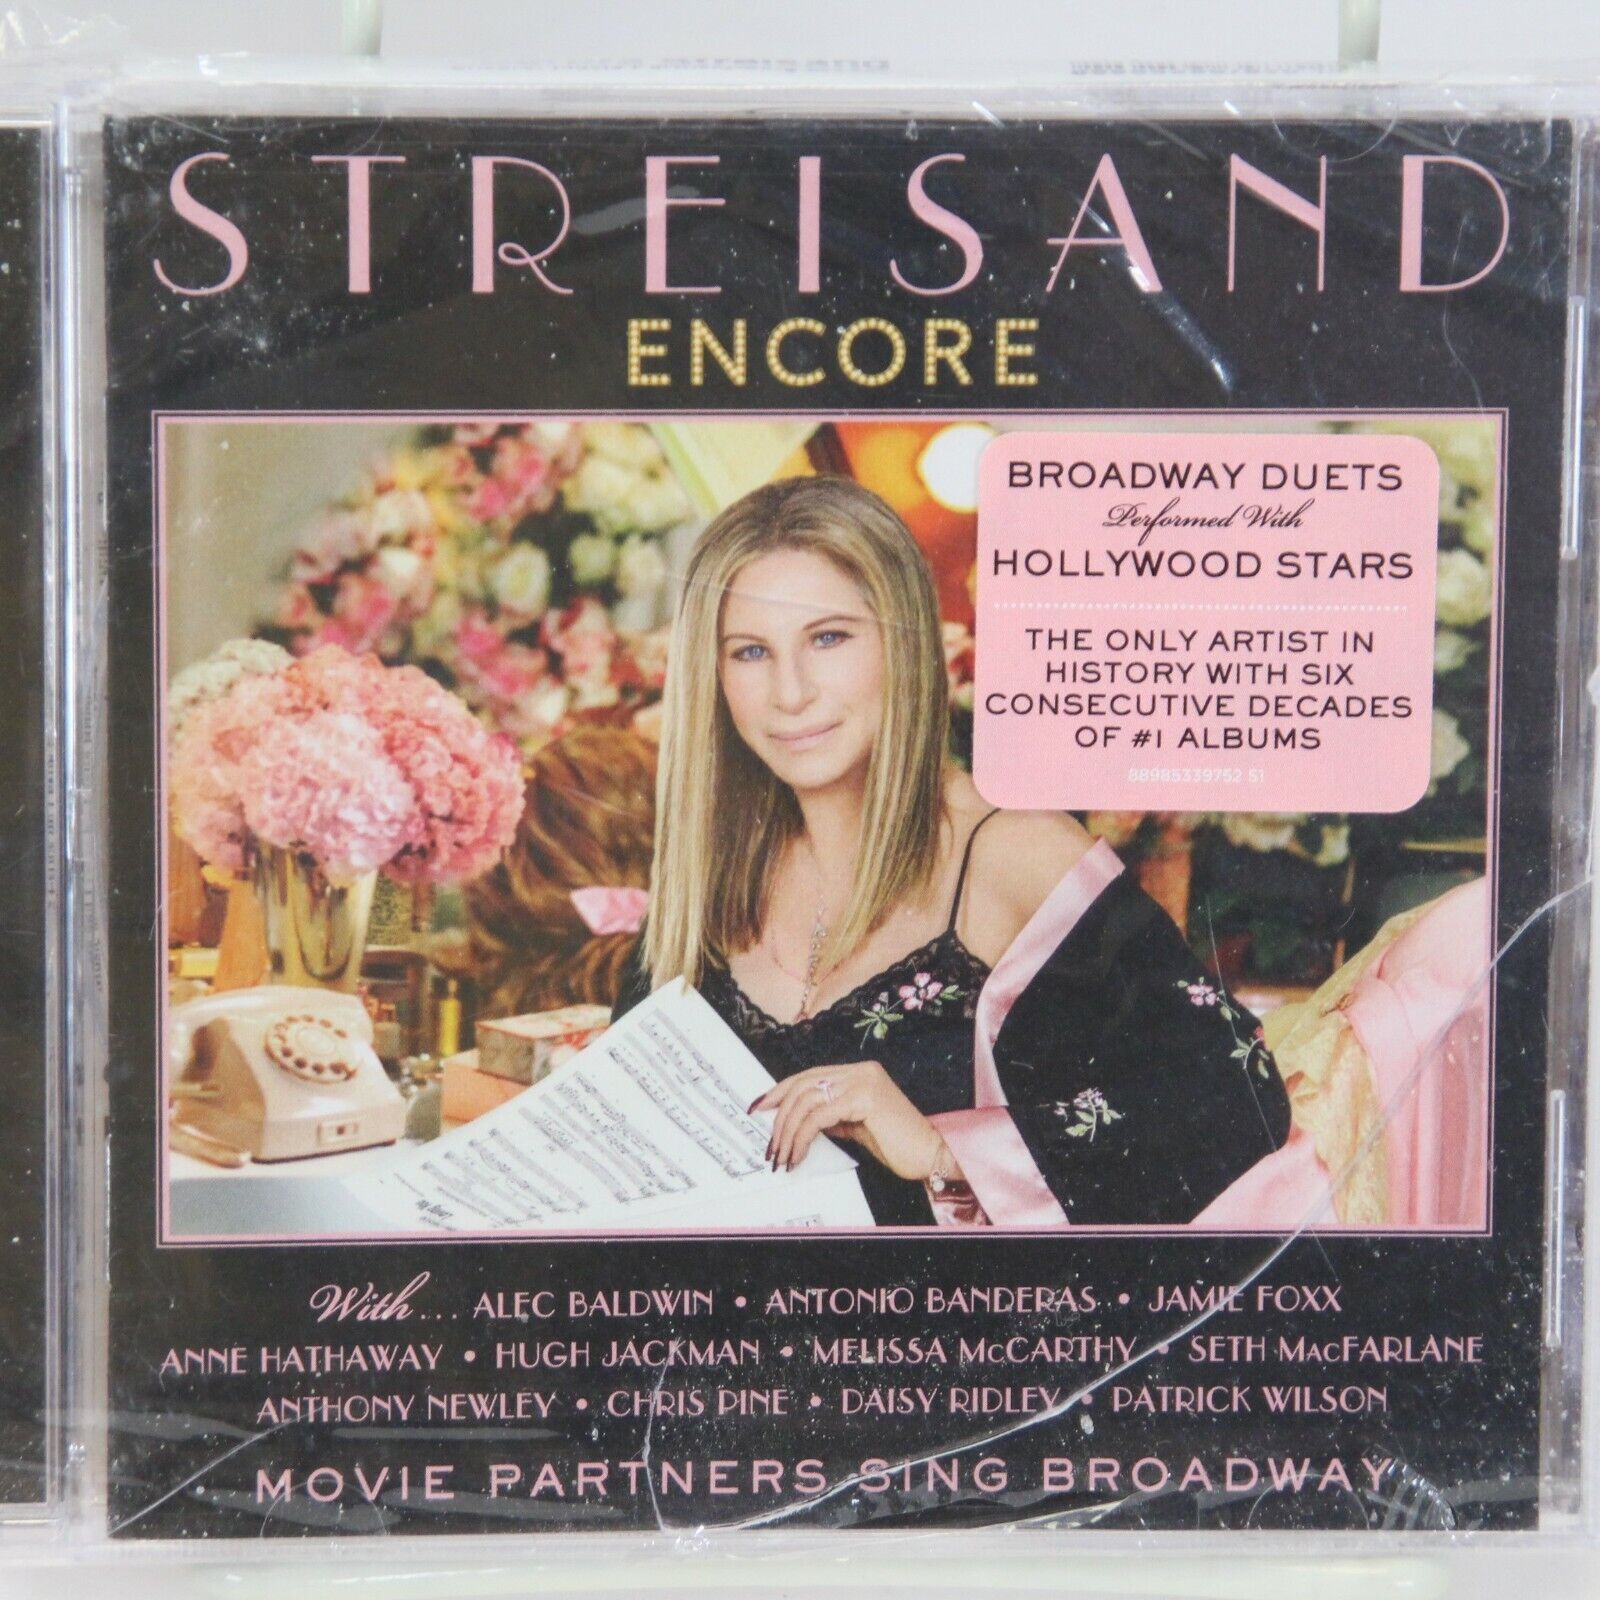 STREISAND
ENCORE
BROADWAY DUETS
Performed With
HOLLYWOOD STARS
THE ONLY ARTIST IN
HISTORY WITH SIX
CONSECUTIVE DECADES
OF #1 ALBUMS
88985339752 S1
With... ALEC BALDWIN • ANTONIO BANDERAS • JAMIE FOXX
ANNE HATHAWAY • HUGH JACKMAN • MELISSA McCARTHY • SETH MacFARLANE
ANTHONY NEWLEY • CHRIS PINE • DAISY RIDLEY • PATRICK WILSON
MOVIE PARTNERS SING BROADWAY